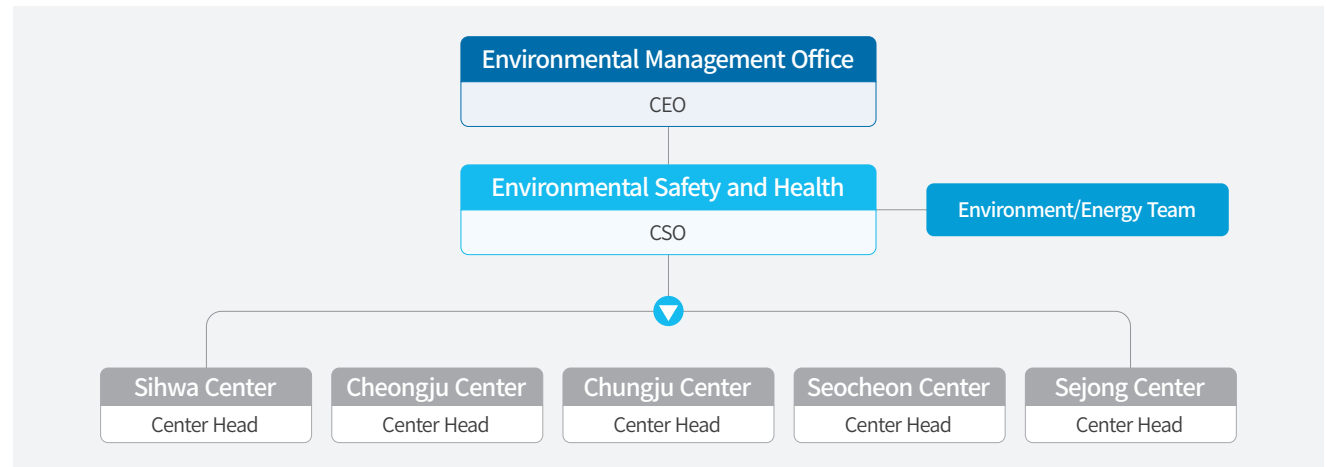 Environmental Management Office
CEO
Environmental Safety and Health
CSO
Environment/Energy Team
Sihwa Center
Center Head
Cheongju Center
Center Head
Chungju Center
Center Head
Seocheon Center
Center Head
Sejong Center
Center Head